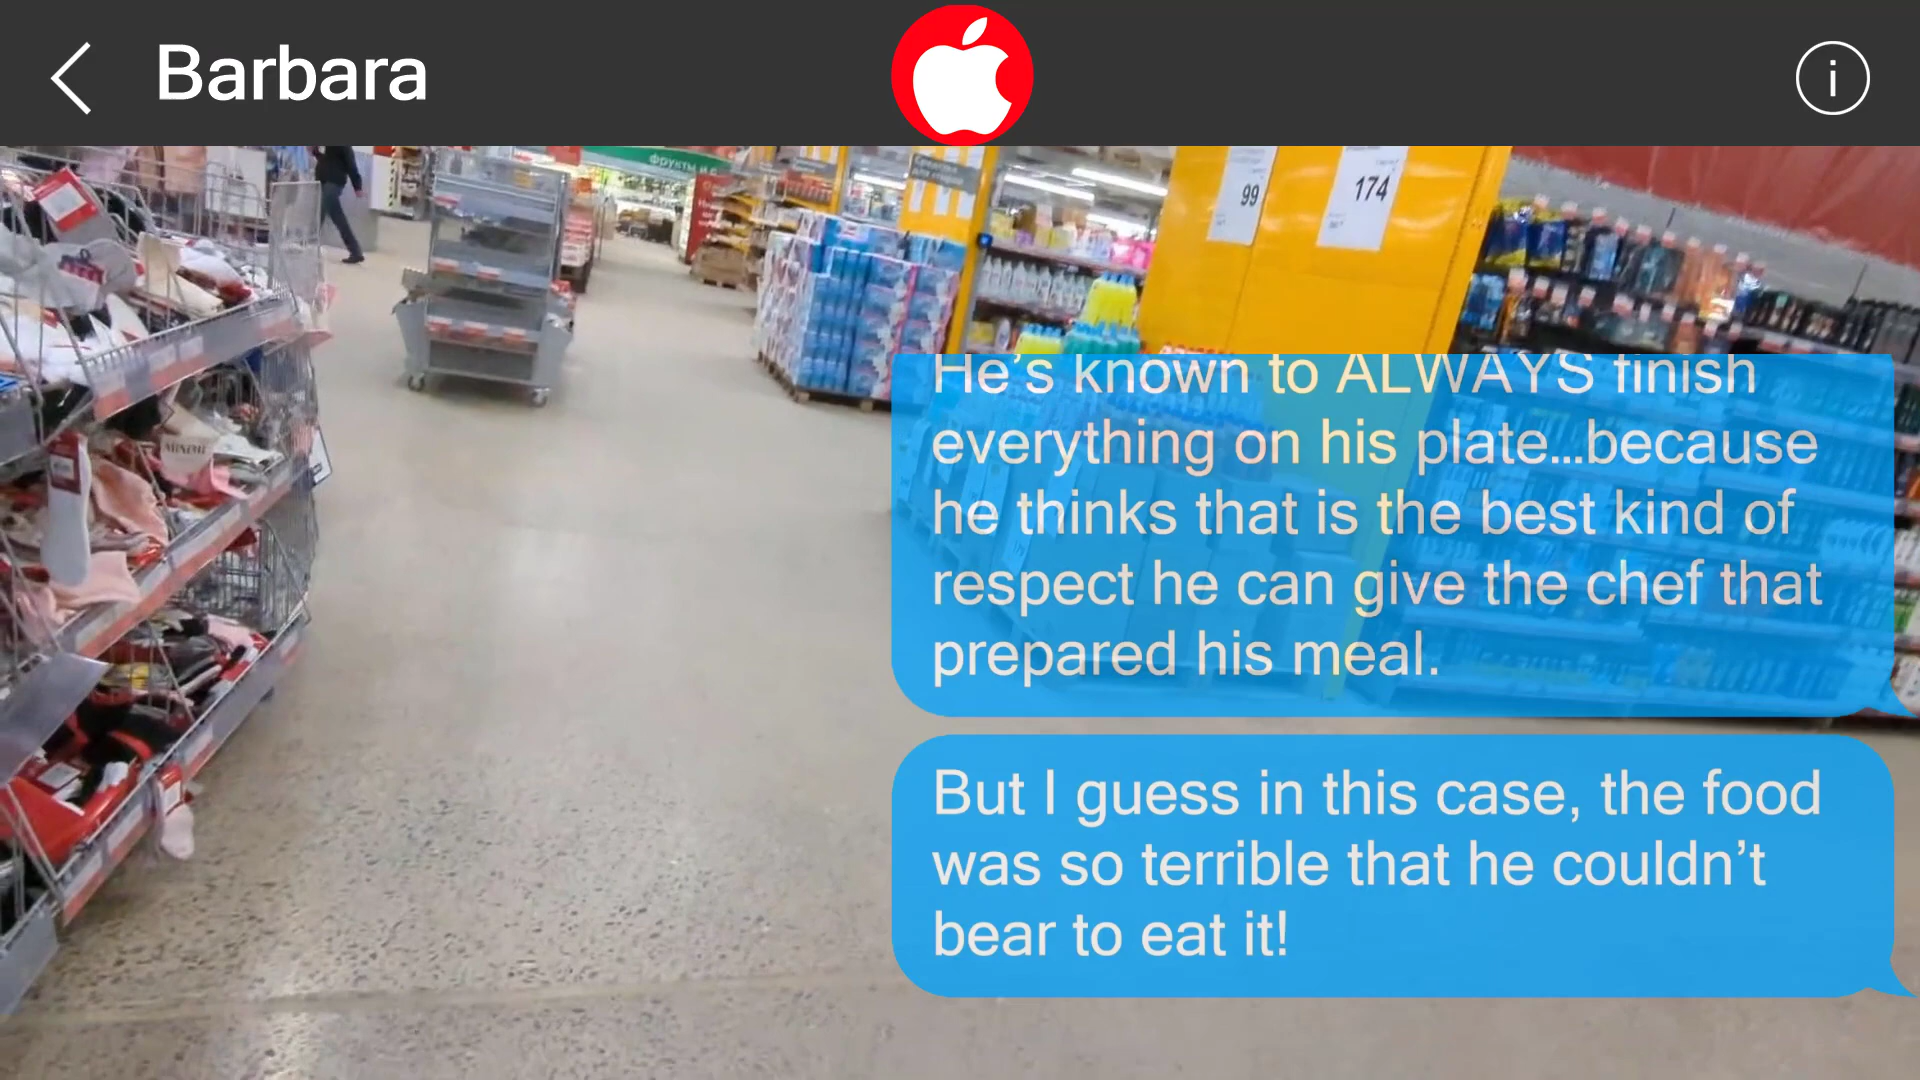 Barbara
i
ФРУКТЫ И
99
174
MINIMI
He’s known to ALWAYS finish
everything on his plate...because
he thinks that is the best kind of
respect he can give the chef that
prepared his meal.
But I guess in this case, the food
was so terrible that he couldn’t
bear to eat it!